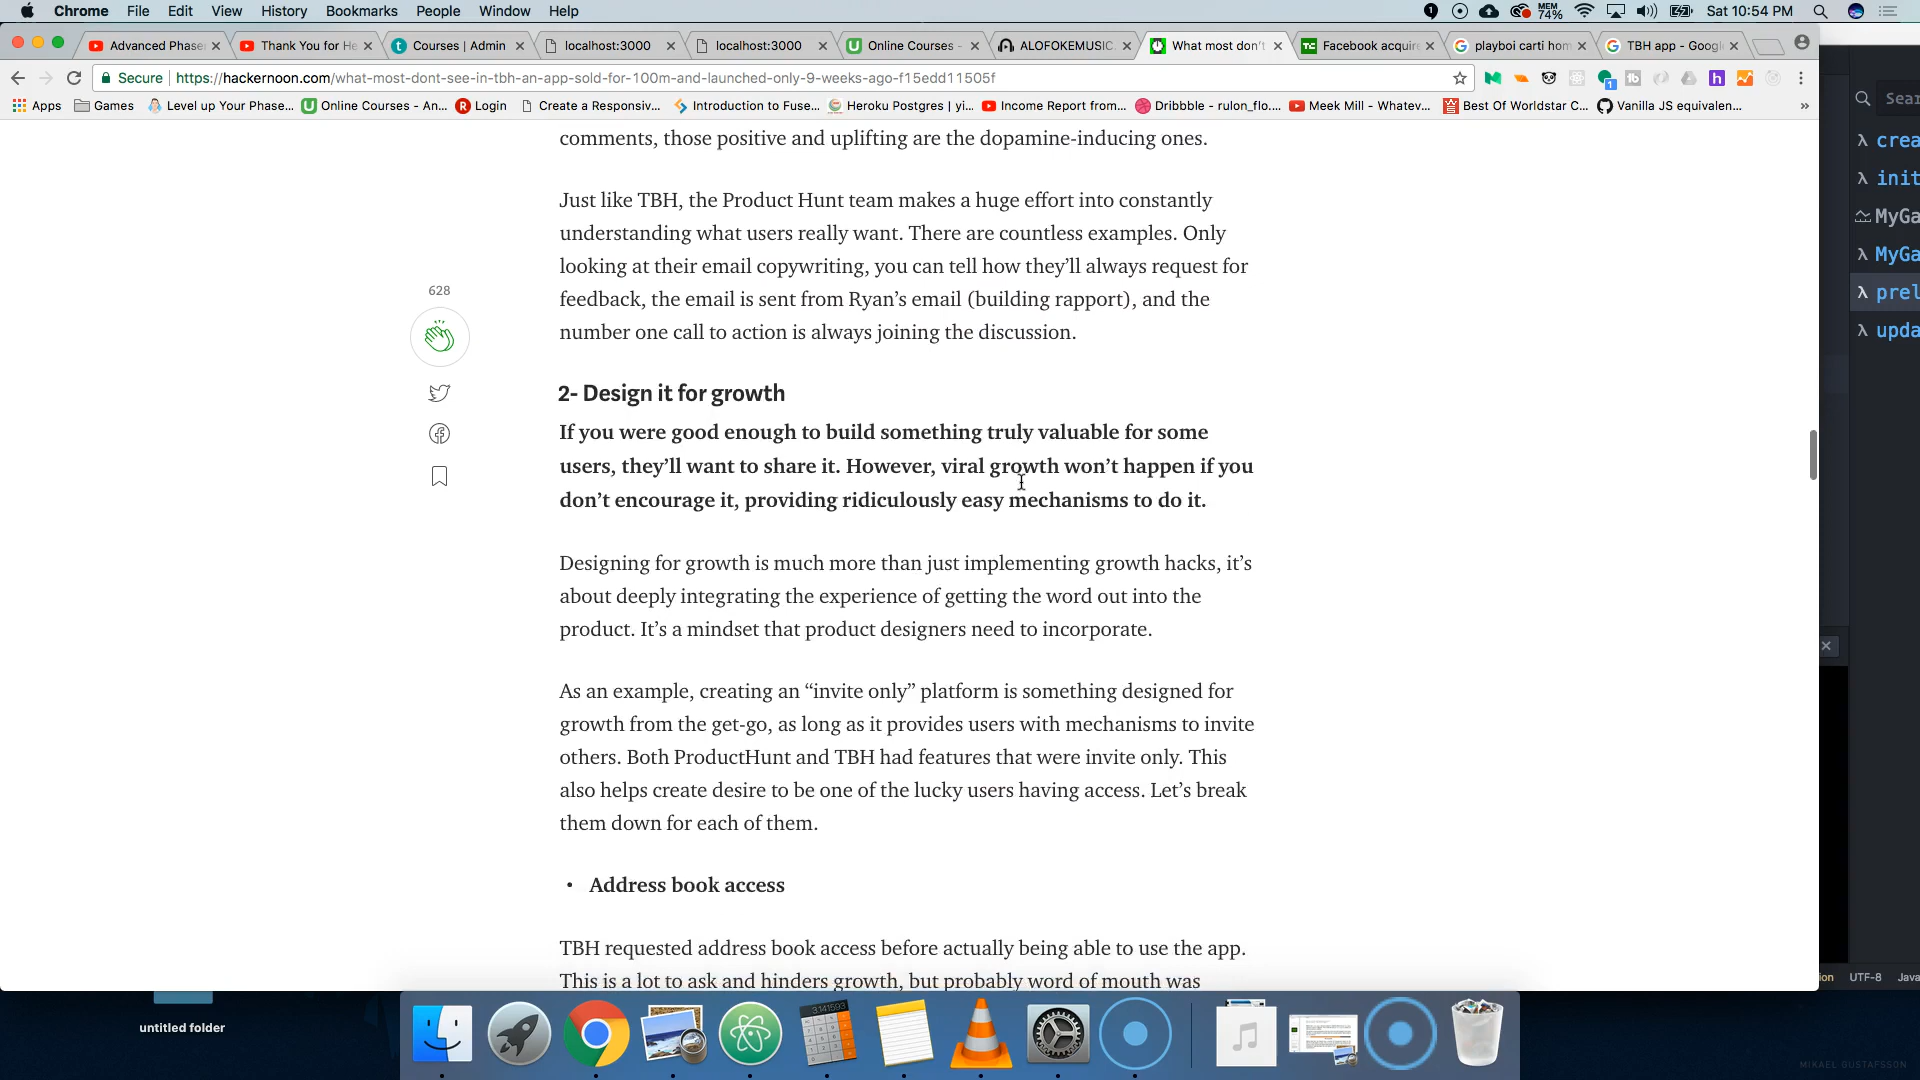 Chrome File Edit View History Bookmarks People Window Help
MEM 74% Sat 10:54 PM
Advanced Phase
Thank You for He
Courses | Admin
localhost:3000
localhost:3000
Online Courses -
ALOFOKEMUSIC.
What most don't
Facebook acquire
playboi carti hom
TBH app - Googl
Secure https://hackernoon.com/what-most-dont-see-in-tbh-an-app-sold-for-100m-and-launched-only-9-weeks-ago-f15edd11505f
Apps Games Level up Your Phase... Online Courses - An... Login Create a Responsiv... Introduction to Fuse... Heroku Postgres | yi... Income Report from... Dribbble - rulon_flo.... Meek Mill - Whatev... Best Of Worldstar C... Vanilla JS equivalen... »
comments, those positive and uplifting are the dopamine-inducing ones.
Just like TBH, the Product Hunt team makes a huge effort into constantly
understanding what users really want. There are countless examples. Only
looking at their email copywriting, you can tell how they'll always request for
feedback, the email is sent from Ryan's email (building rapport), and the
number one call to action is always joining the discussion.
628
2- Design it for growth
If you were good enough to build something truly valuable for some
users, they'll want to share it. However, viral growth won't happen if you
don't encourage it, providing ridiculously easy mechanisms to do it.
Designing for growth is much more than just implementing growth hacks, it's
about deeply integrating the experience of getting the word out into the
product. It's a mindset that product designers need to incorporate.
As an example, creating an “invite only” platform is something designed for
growth from the get-go, as long as it provides users with mechanisms to invite
others. Both ProductHunt and TBH had features that were invite only. This
also helps create desire to be one of the lucky users having access. Let's break
them down for each of them.
• Address book access
TBH requested address book access before actually being able to use the app.
This is a lot to ask and hinders growth, but probably word of mouth was
Sear
λ crea
λ init
MyGa
λ MyGa
λ prel
λ upda
ion UTF-8 Java
untitled folder
MIKAEL GUSTAFSSON